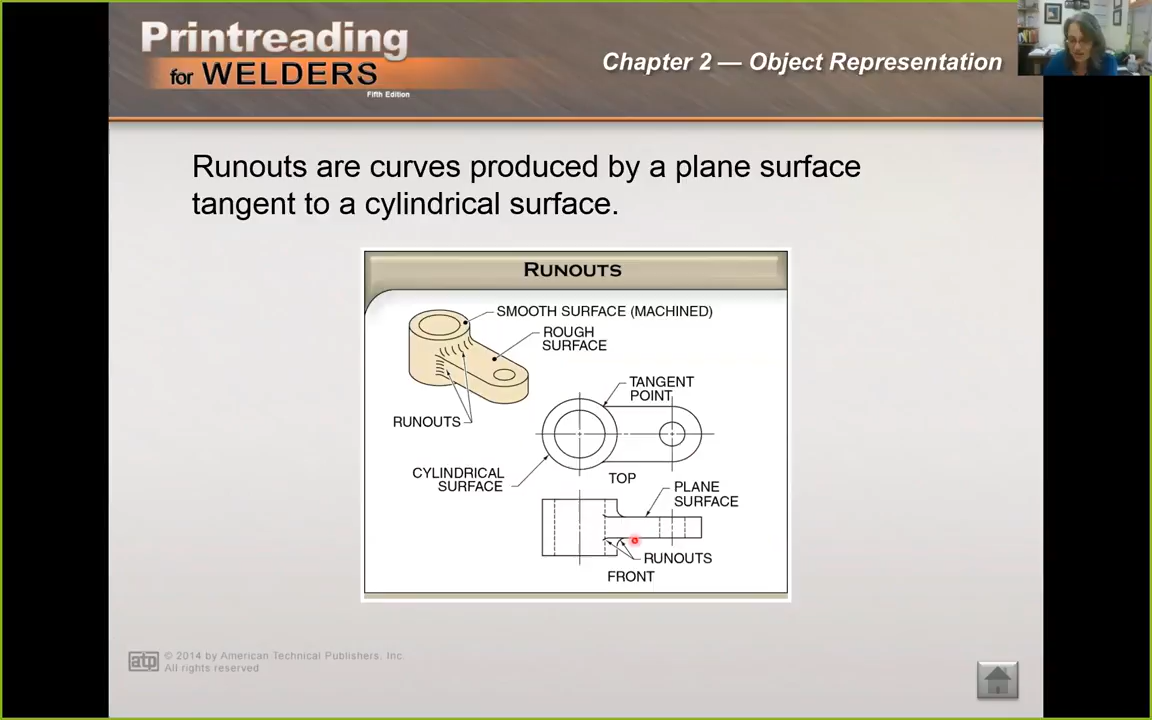 Printreading
for WELDERS
Fifth Edition
Chapter 2 — Object Representation
Runouts are curves produced by a plane surface
tangent to a cylindrical surface.
RUNOUTS
SMOOTH SURFACE (MACHINED)
ROUGH
SURFACE
TANGENT
POINT
RUNOUTS
CYLINDRICAL
SURFACE
TOP
PLANE
SURFACE
RUNOUTS
FRONT
atp
© 2014 by American Technical Publishers, Inc.
All rights reserved